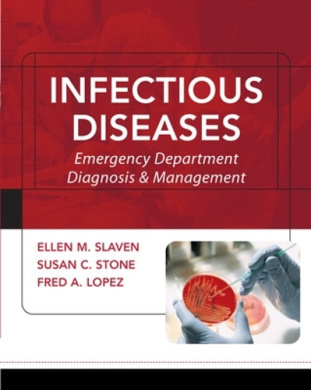 INFECTIOUS
DISEASES
Emergency Department
Diagnosis & Management
ELLEN M. SLAVEN
SUSAN C. STONE
FRED A. LOPEZ